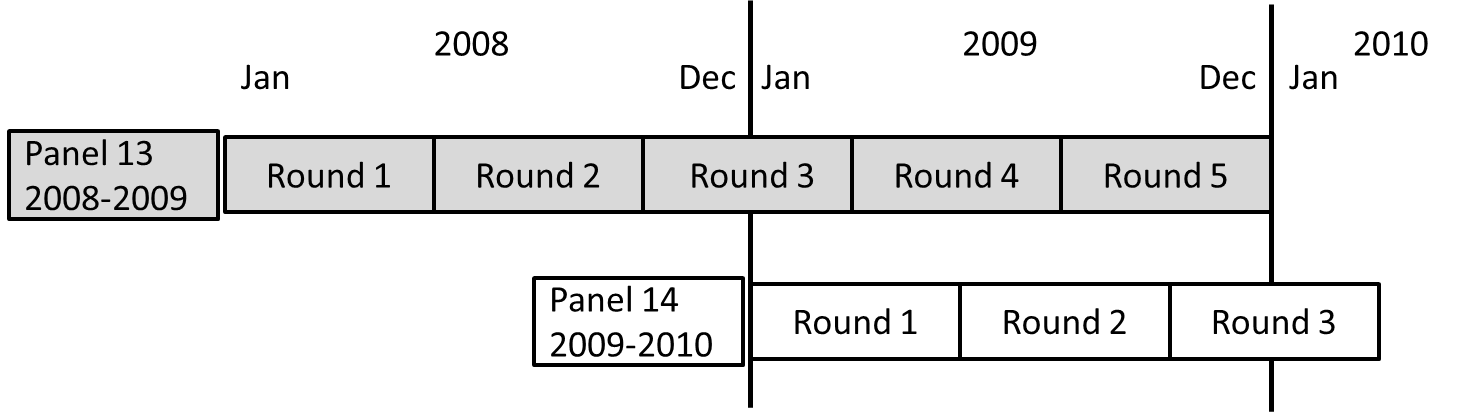 2008 2009 2010
Jan Dec Jan Dec Jan
Panel 13
2008-2009
Round 1 Round 2 Round 3 Round 4 Round 5
Panel 14
2009-2010
Round 1 Round 2 Round 3